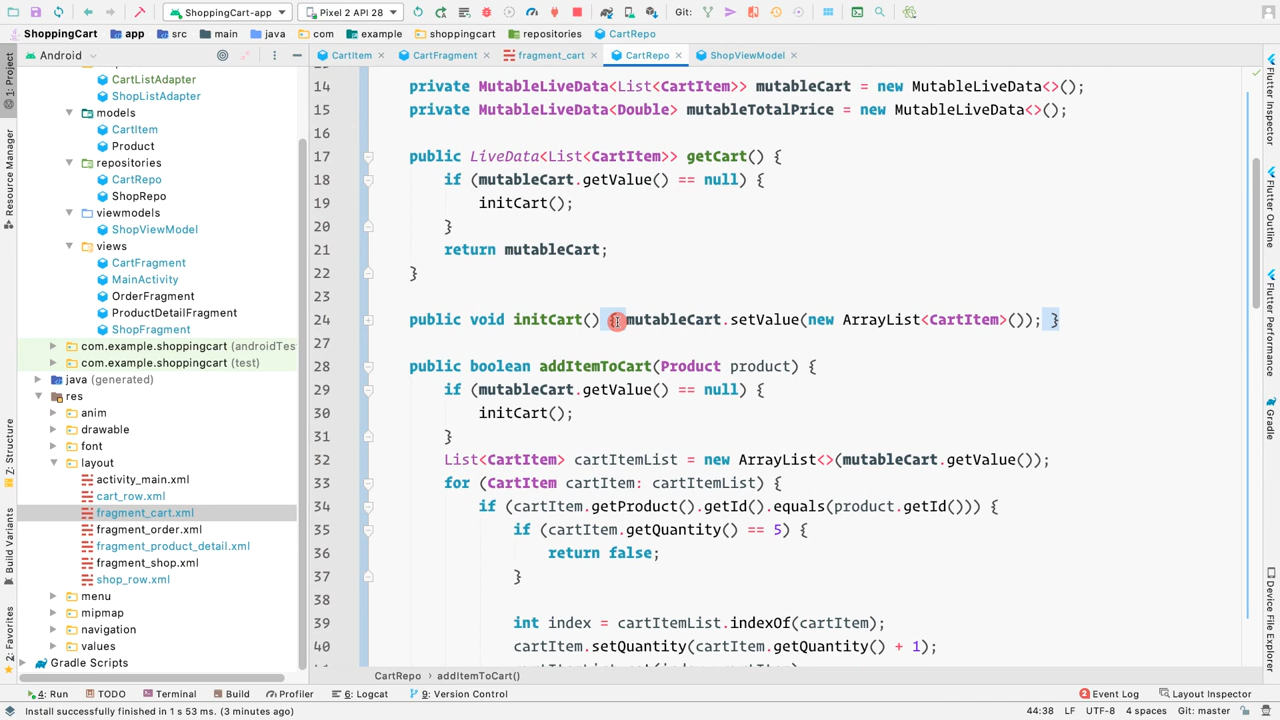 ShoppingCart-app
Pixel 2 API 28
Git:
ShoppingCart
app
src
main
java
com
example
shoppingcart
repositories
CartRepo
Android
CartItem
CartFragment
fragment_cart
CartRepo
ShopViewModel
1: Project
Resource Manager
Z: Structure
Build Variants
2: Favorites
CartListAdapter
ShopListAdapter
models
CartItem
Product
repositories
CartRepo
ShopRepo
viewmodels
ShopViewModel
views
CartFragment
MainActivity
OrderFragment
ProductDetailFragment
ShopFragment
com.example.shoppingcart (androidTes
com.example.shoppingcart (test)
java (generated)
res
anim
drawable
font
layout
activity_main.xml
cart_row.xml
fragment_cart.xml
fragment_order.xml
fragment_product_detail.xml
fragment_shop.xml
shop_row.xml
menu
mipmap
navigation
values
Gradle Scripts
14 private MutableLiveData<List<CartItem>> mutableCart = new MutableLiveData<>();
15 private MutableLiveData<Double> mutableTotalPrice = new MutableLiveData<>();
16
17 public LiveData<List<CartItem>> getCart() {
18 if (mutableCart.getValue() == null) {
19 initCart();
20 }
21 return mutableCart;
22 }
23
24 public void initCart() { mutableCart.setValue(new ArrayList<CartItem>()); }
27
28 public boolean addItemToCart(Product product) {
29 if (mutableCart.getValue() == null) {
30 initCart();
31 }
32 List<CartItem> cartItemList = new ArrayList<>(mutableCart.getValue());
33 for (CartItem cartItem: cartItemList) {
34 if (cartItem.getProduct().getId().equals(product.getId())) {
35 if (cartItem.getQuantity() == 5) {
36 return false;
37 }
38
39 int index = cartItemList.indexOf(cartItem);
40 cartItem.setQuantity(cartItem.getQuantity() + 1);
CartRepo
addItemToCart()
Flutter Inspector
Flutter Outline
Flutter Performance
Gradle
Device File Explorer
4: Run
TODO
Terminal
Build
Profiler
6: Logcat
9: Version Control
2 Event Log
Layout Inspector
Install successfully finished in 1 s 53 ms. (3 minutes ago)
44:38
LF
UTF-8
4 spaces
Git: master